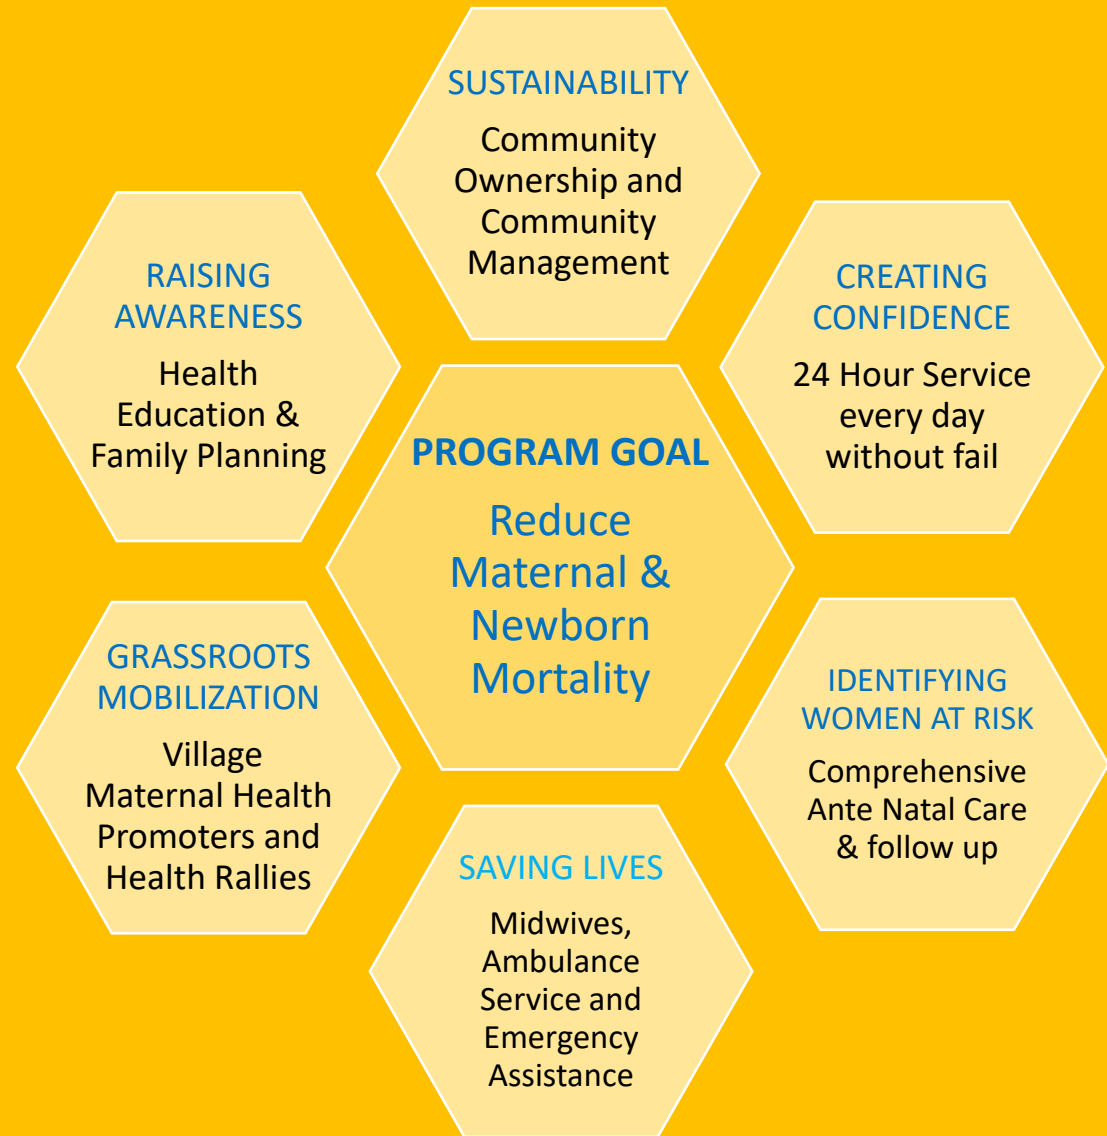 SUSTAINABILITY
Community
Ownership and
Community
Management
RAISING
AWARENESS
Health
Education &
Family Planning
CREATING
CONFIDENCE
24 Hour Service
every day
without fail
PROGRAM GOAL
Reduce
Maternal &
Newborn
Mortality
GRASSROOTS
MOBILIZATION
Village
Maternal Health
Promoters and
Health Rallies
IDENTIFYING
WOMEN AT RISK
Comprehensive
Ante Natal Care
& follow up
SAVING LIVES
Midwives,
Ambulance
Service and
Emergency
Assistance